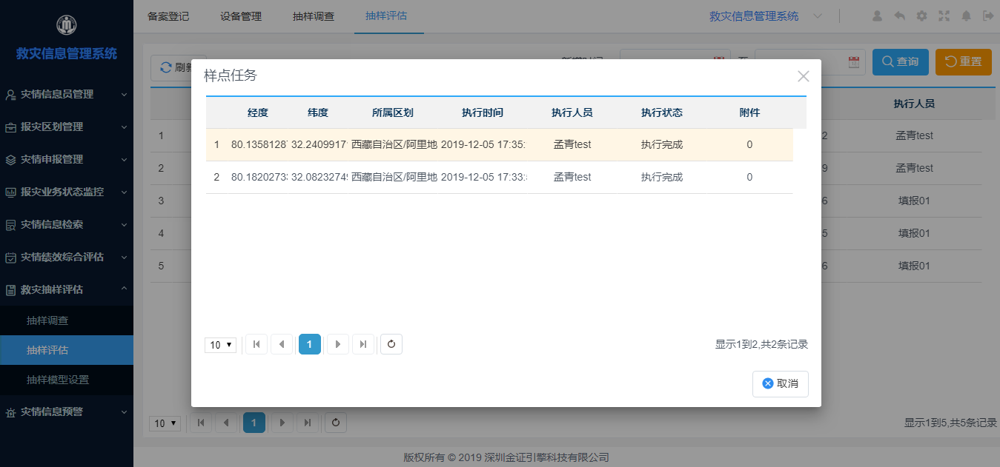 救灾信息管理系统
灾情信息员管理
报灾区划管理
灾情申报管理
报灾业务状态监控
灾情信息检索
灾情绩效综合评估
救灾抽样评估
抽样调查
抽样评估
抽样模型设置
灾情信息预警
备案登记 设备管理 抽样调查 抽样评估 救灾信息管理系统
刷新 查询 重置
执行人员
1 2 孟青test
2 9 孟青test
3 6 填报01
4 5 填报01
5 6 填报01
样点任务
经度 纬度 所属区划 执行时间 执行人员 执行状态 附件
1 80.1358128 32.2409917 西藏自治区/阿里地 2019-12-05 17:35: 孟青test 执行完成 0
2 80.1820273 32.0823274 西藏自治区/阿里地 2019-12-05 17:33: 孟青test 执行完成 0
10 1 显示1到2,共2条记录
取消
10 1 显示1到5,共5条记录
版权所有 © 2019 深圳金证引擎科技有限公司